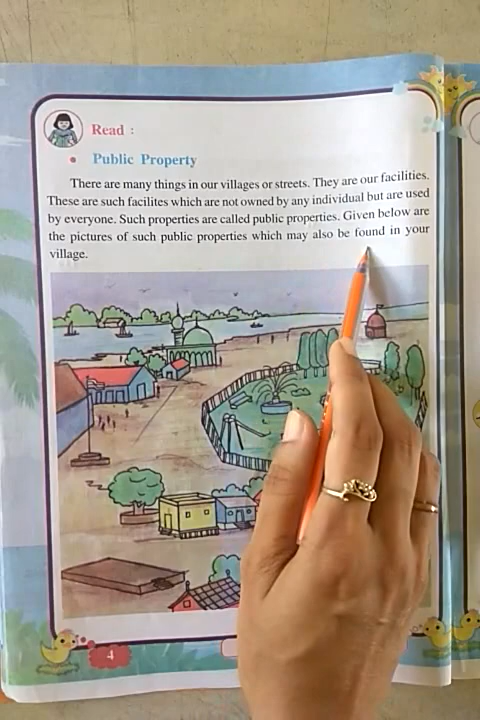 Read :
• Public Property
There are many things in our villages or streets. They are our facilities.
These are such facilites which are not owned by any individual but are used
by everyone. Such properties are called public properties. Given below are
the pictures of such public properties which may also be found in your
village.
4